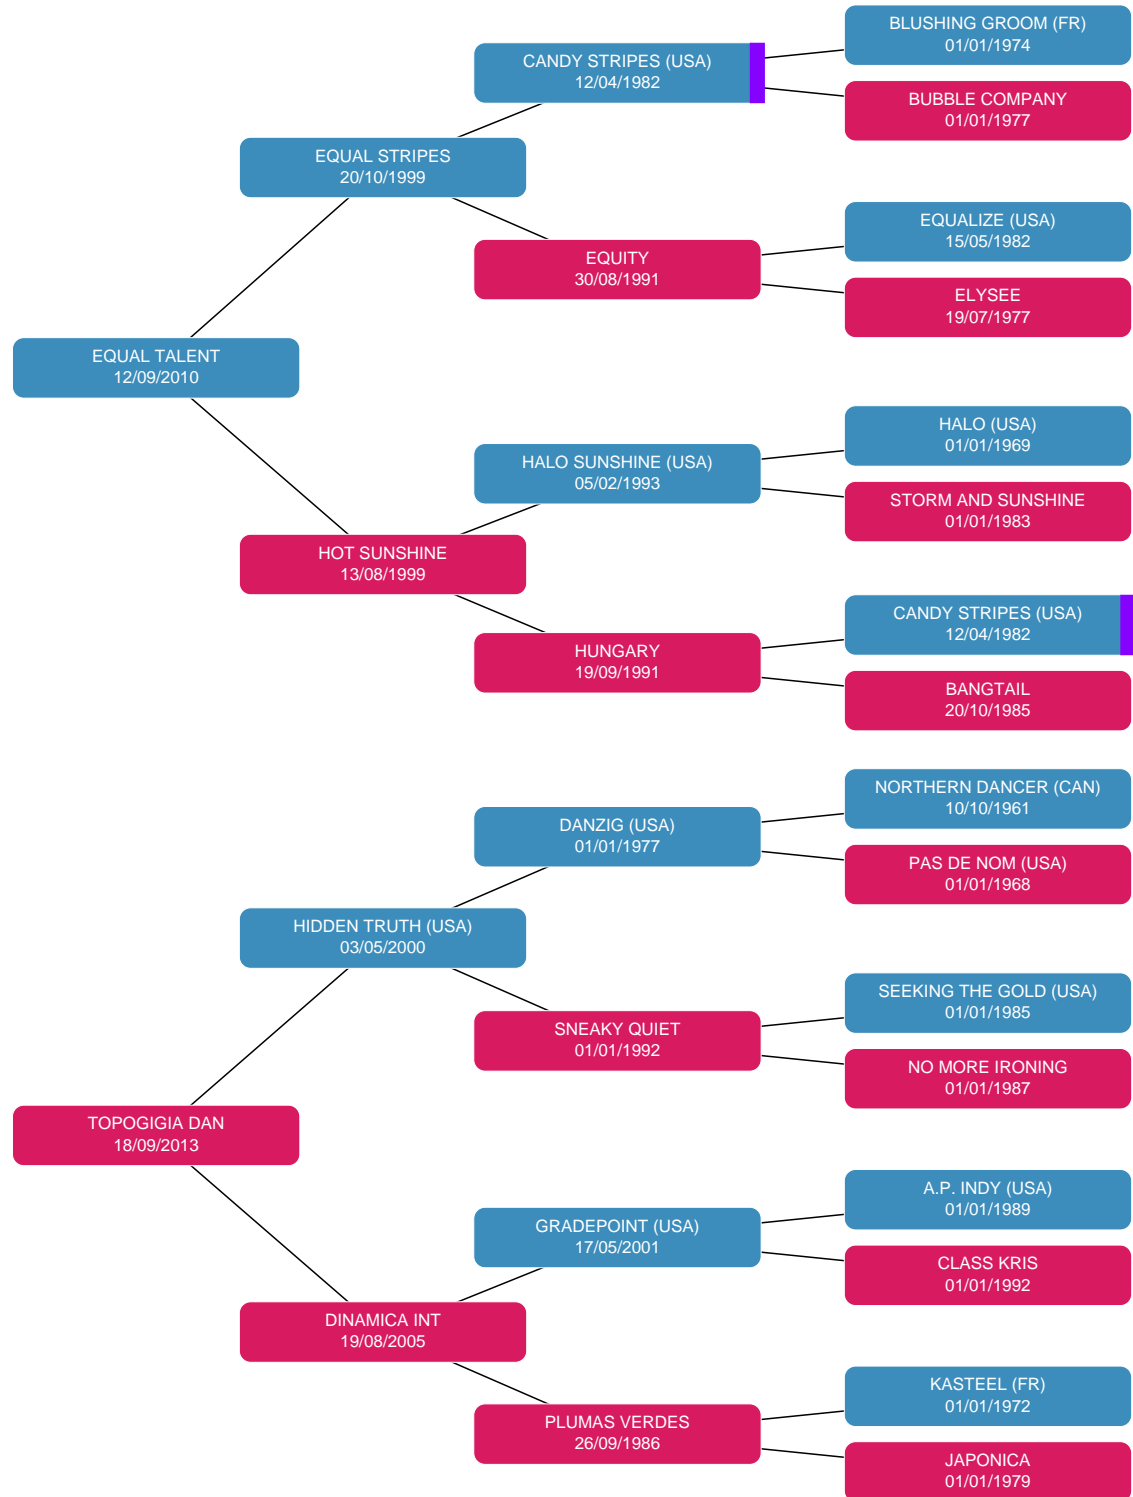 BLUSHING GROOM (FR)
01/01/1974
CANDY STRIPES (USA)
12/04/1982
BUBBLE COMPANY
01/01/1977
EQUAL STRIPES
20/10/1999
EQUALIZE (USA)
15/05/1982
EQUITY
30/08/1991
ELYSEE
19/07/1977
EQUAL TALENT
12/09/2010
HALO (USA)
01/01/1969
HALO SUNSHINE (USA)
05/02/1993
STORM AND SUNSHINE
01/01/1983
HOT SUNSHINE
13/08/1999
CANDY STRIPES (USA)
12/04/1982
HUNGARY
19/09/1991
BANGTAIL
20/10/1985
NORTHERN DANCER (CAN)
10/10/1961
DANZIG (USA)
01/01/1977
PAS DE NOM (USA)
01/01/1968
HIDDEN TRUTH (USA)
03/05/2000
SEEKING THE GOLD (USA)
01/01/1985
SNEAKY QUIET
01/01/1992
NO MORE IRONING
01/01/1987
TOPOGIGIA DAN
18/09/2013
A.P. INDY (USA)
01/01/1989
GRADEPOINT (USA)
17/05/2001
CLASS KRIS
01/01/1992
DINAMICA INT
19/08/2005
KASTEEL (FR)
01/01/1972
PLUMAS VERDES
26/09/1986
JAPONICA
01/01/1979